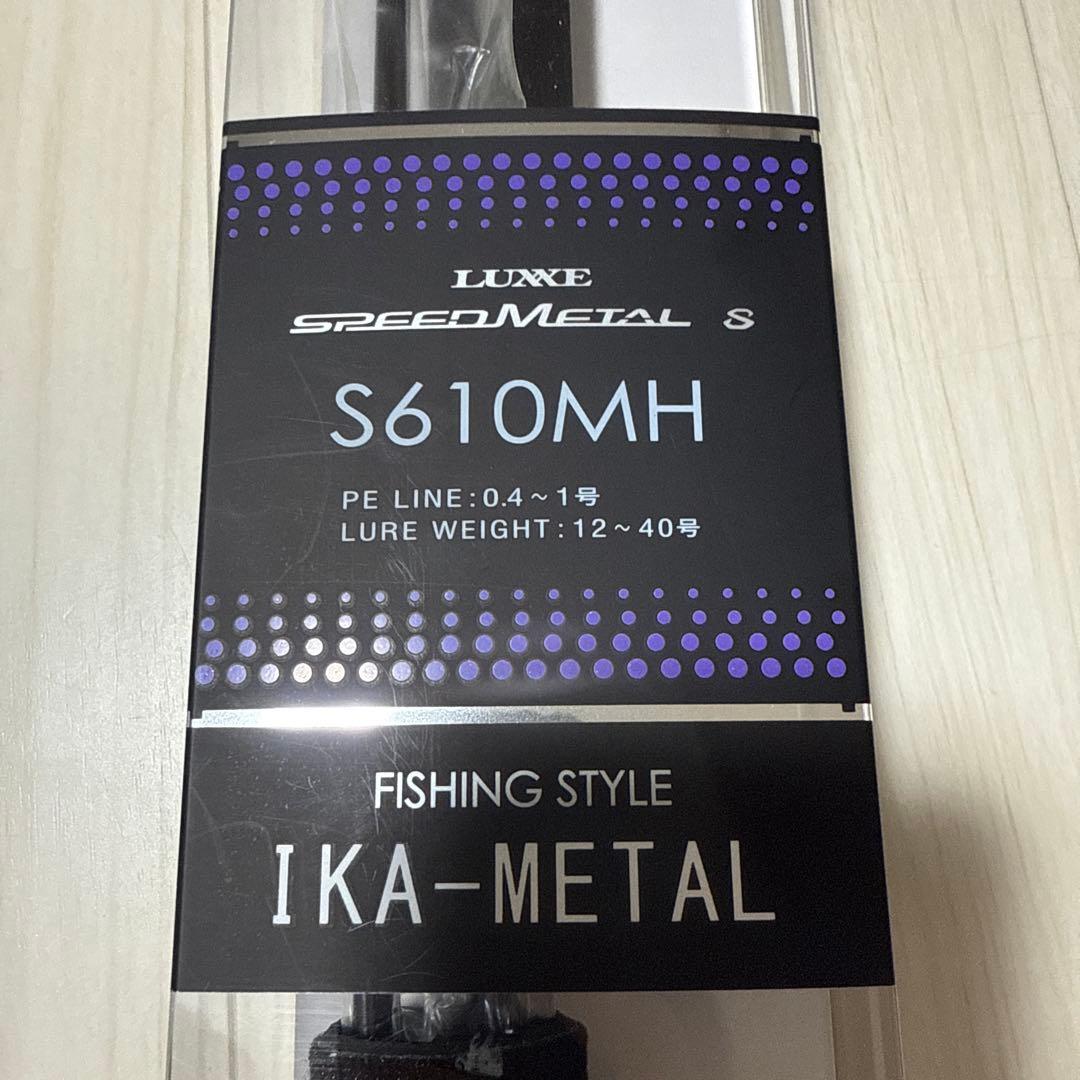 LUXXE
SPEEDMETAL S
S610MH
PE LINE:0.4～1号
LURE WEIGHT:12～40号
FISHING STYLE
IKA-METAL